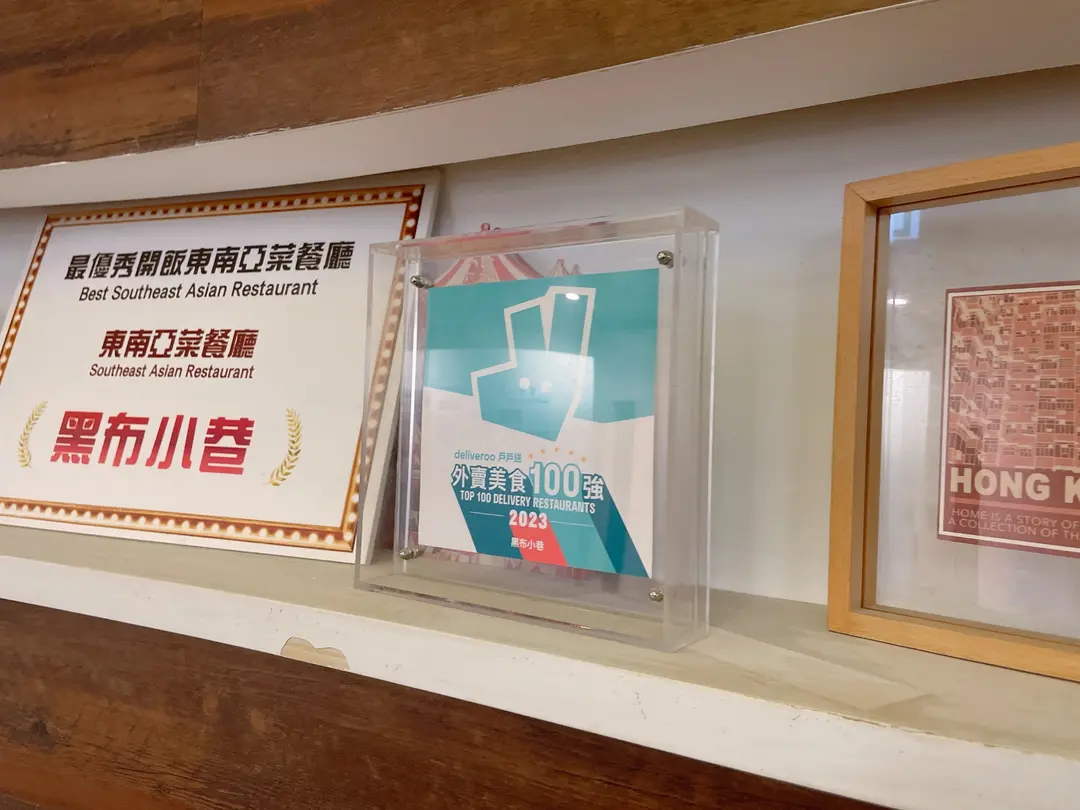 最優秀開飯東南亞菜餐廳
Best Southeast Asian Restaurant
東南亞菜餐廳
Southeast Asian Restaurant
黑布小巷
deliveroo 戶戶送
外賣美食100強
TOP 100 DELIVERY RESTAURANTS
2023
黑布小巷
HONG K
HOME IS A STORY OF
A COLLECTION OF TH